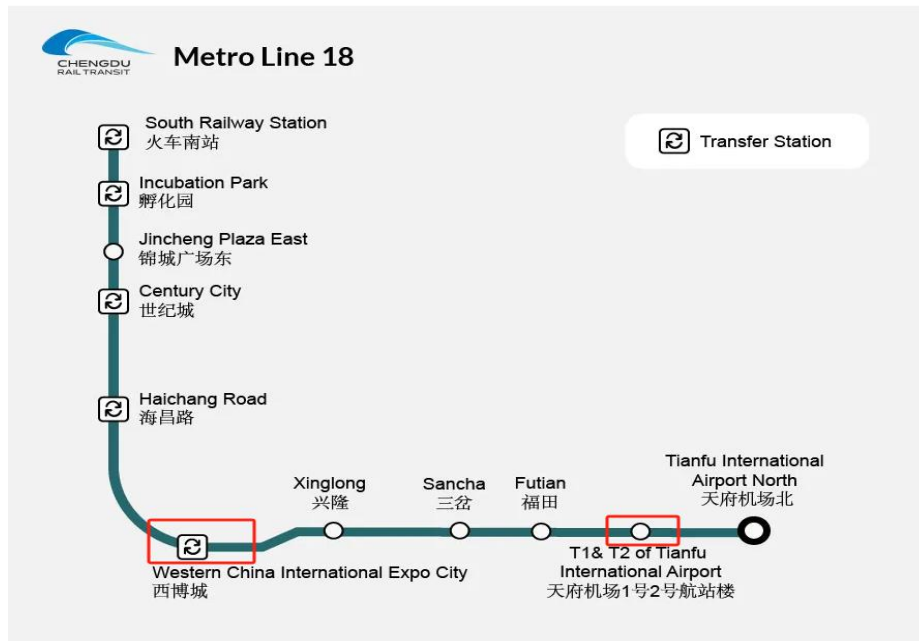 CHENGDU
RAIL TRANSIT
Metro Line 18
South Railway Station
火车南站
Transfer Station
Incubation Park
孵化园
Jincheng Plaza East
锦城广场东
Century City
世纪城
Haichang Road
海昌路
Tianfu International
Airport North
天府机场北
Xinglong
兴隆
Sancha
三岔
Futian
福田
T1& T2 of Tianfu
International Airport
天府机场1号2号航站楼
Western China International Expo City
西博城